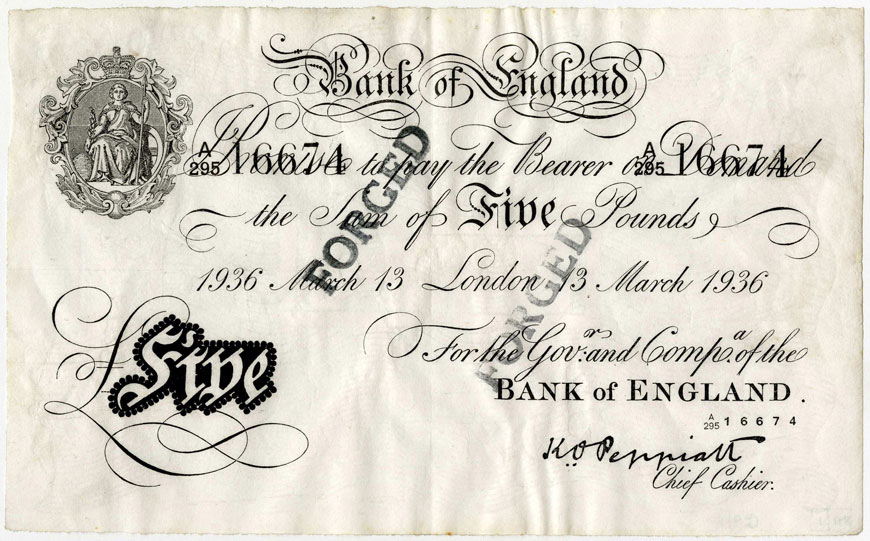 Bank of England
A
295 16674 A
295 16674
I Promise to pay the Bearer on Demand
the Sum of Five Pounds
1936 March 13 London 13 March 1936
Five
For the Govr. and Compa. of the
BANK of ENGLAND.
A
295 16674
K.O. Peppiatt
Chief Cashier.
FORGED
FORGED